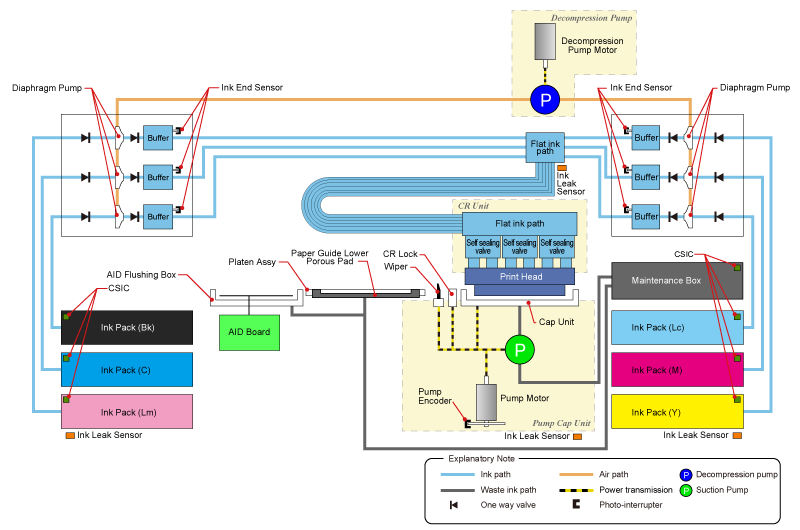 Decompression Pump
Decompression
Pump Motor
P
Diaphragm Pump
Ink End Sensor
Ink End Sensor
Diaphragm Pump
Buffer
Buffer
Buffer
Flat ink
path
Buffer
Buffer
Buffer
Ink
Leak
Sensor
CR Unit
Flat ink path
Self sealing
valve
Self sealing
valve
Self sealing
valve
Print Head
CSIC
Maintenance Box
Paper Guide Lower
Porous Pad
CR Lock
Wiper
Platen Assy
AID Flushing Box
CSIC
AID Board
Cap Unit
P
Ink Pack (Bk)
Ink Pack (C)
Ink Pack (Lm)
Ink Leak Sensor
Ink Pack (Lc)
Ink Pack (M)
Ink Pack (Y)
Ink Leak Sensor
Pump
Encoder
Pump Motor
Pump Cap Unit
Ink Leak Sensor
Explanatory Note
Ink path
Air path
P
Decompression pump
Waste ink path
Power transmission
P
Suction Pump
One way valve
Photo-interrupter